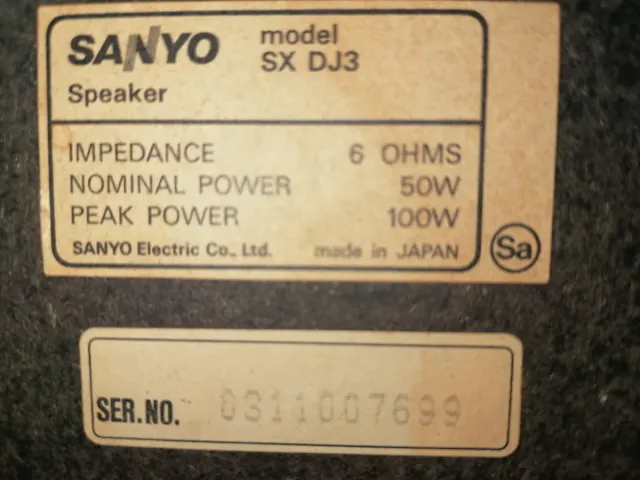 SANYO model SX DJ3
Speaker
IMPEDANCE 6 OHMS
NOMINAL POWER 50W
PEAK POWER 100W
SANYO Electric Co., Ltd. made in JAPAN
Sa
SER.NO. 0311007699